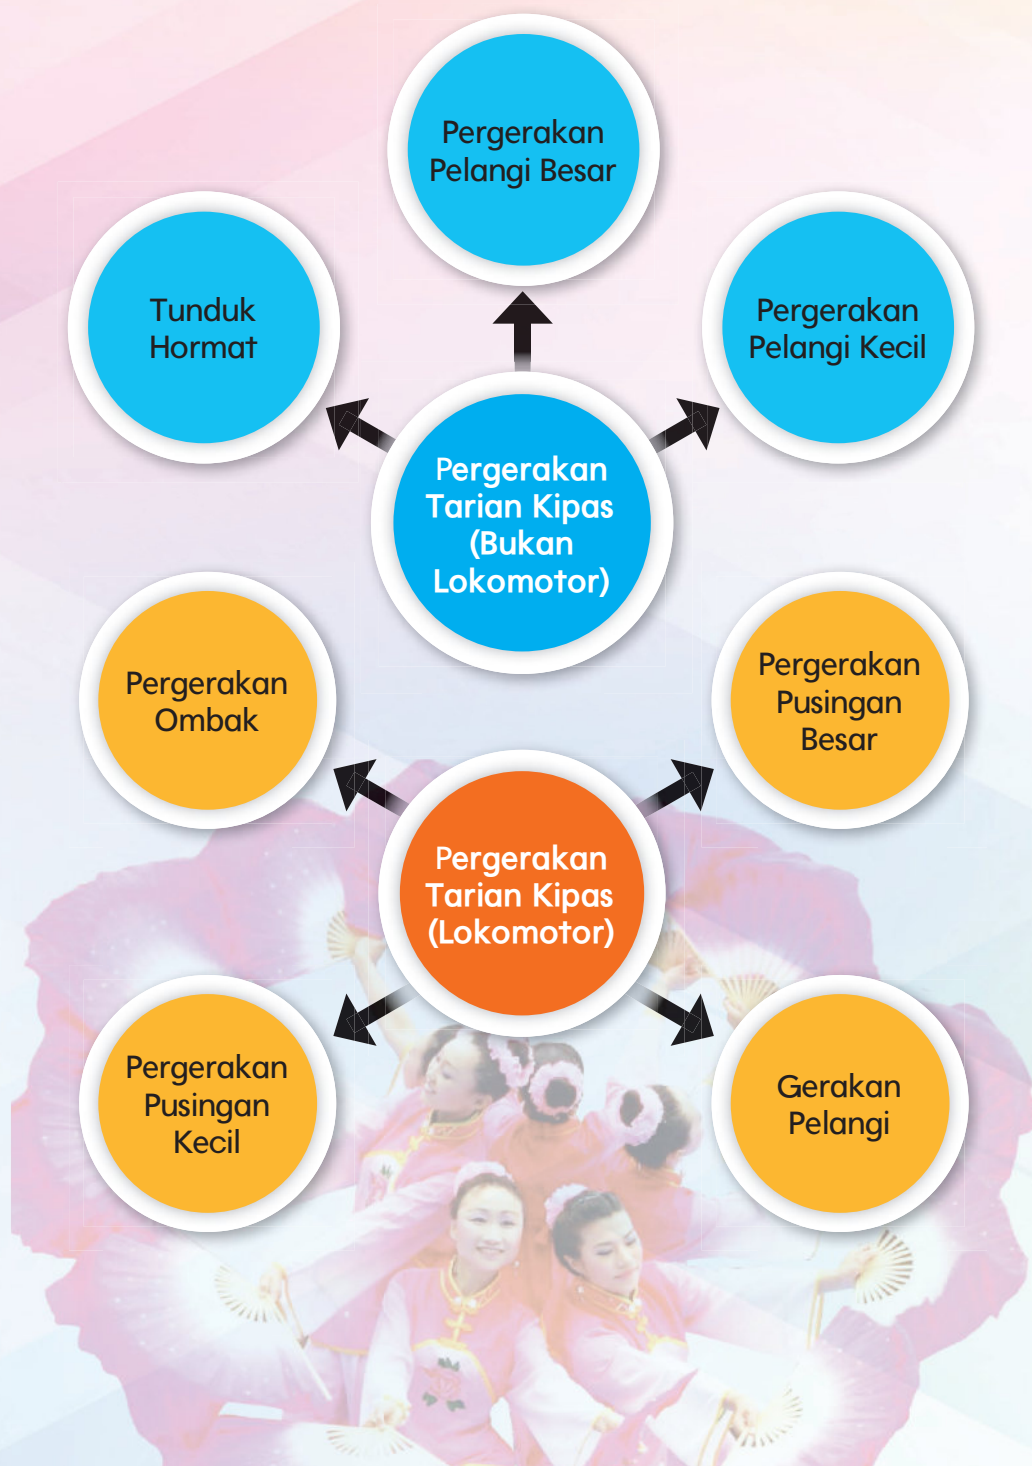 Pergerakan
Pelangi Besar
Tunduk
Hormat
Pergerakan
Pelangi Kecil
Pergerakan
Tarian Kipas
(Bukan
Lokomotor)
Pergerakan
Ombak
Pergerakan
Pusingan
Besar
Pergerakan
Tarian Kipas
(Lokomotor)
Pergerakan
Pusingan
Kecil
Gerakan
Pelangi